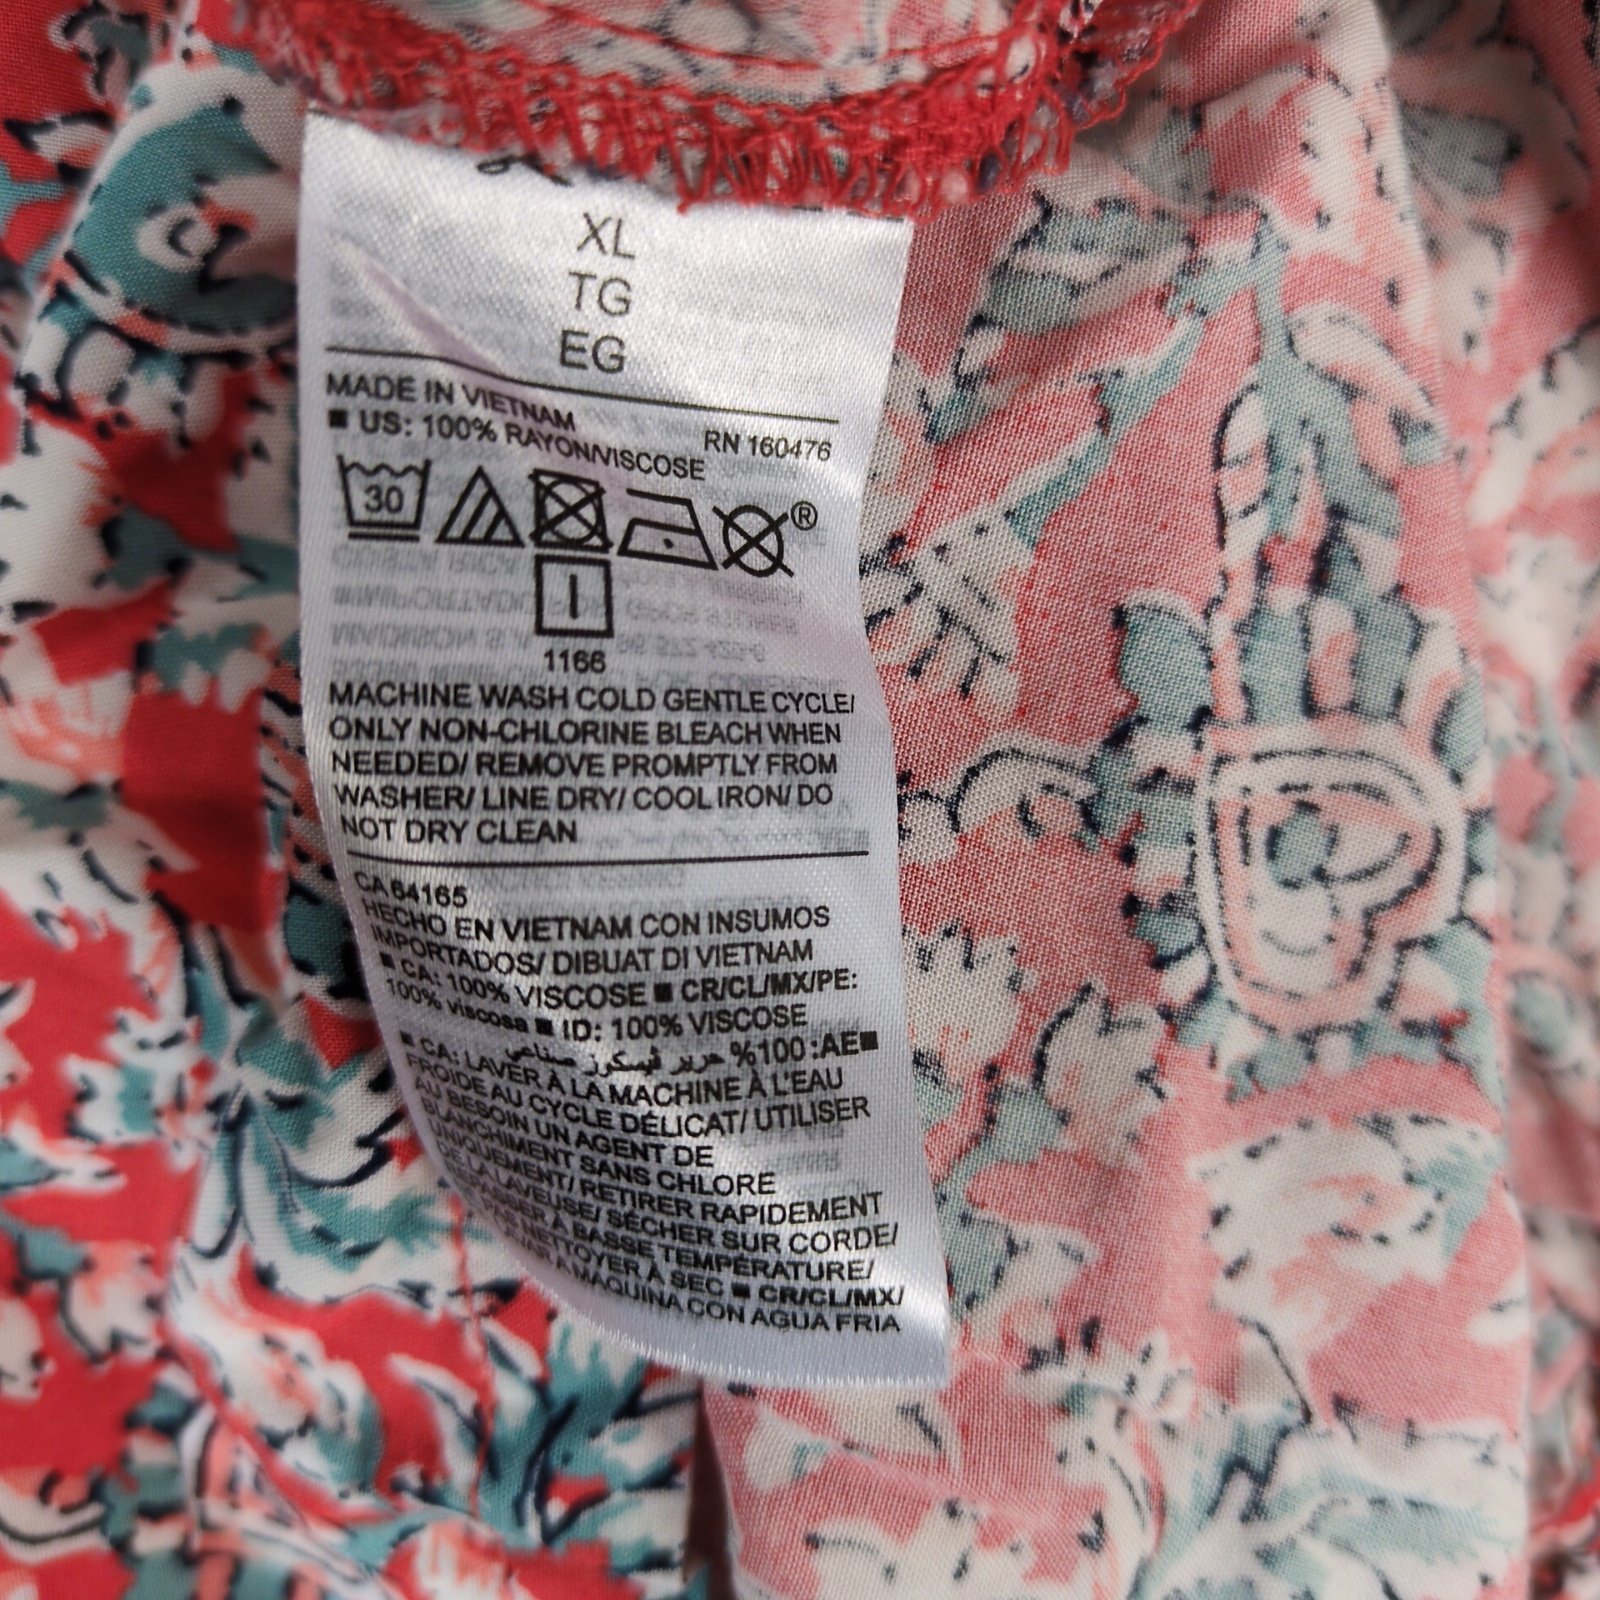 XL
TG
EG
MADE IN VIETNAM
RN 160476
■ US: 100% RAYON/VISCOSE
30
®
1166
MACHINE WASH COLD GENTLE CYCLE/
ONLY NON-CHLORINE BLEACH WHEN
NEEDED/ REMOVE PROMPTLY FROM
WASHER/ LINE DRY/ COOL IRON/ DO
NOT DRY CLEAN
CA 64165
HECHO EN VIETNAM CON INSUMOS
IMPORTADOS/ DIBUAT DI VIETNAM
■ CA: 100% VISCOSE ■ CR/CL/MX/PE:
100% viscosa ■ ID: 100% VISCOSE
■AE: 100% حرير فيسكوز صناعي
■ CA: LAVER À LA MACHINE À L'EAU
FROIDE AU CYCLE DÉLICAT/ UTILISER
AU BESOIN UN AGENT DE
BLANCHIMENT SANS CHLORE
UNIQUEMENT/ RETIRER RAPIDEMENT
DE LA LAVEUSE/ SÉCHER SUR CORDE/
REPASSER À BASSE TEMPÉRATURE/
NETTOYER À SEC ■ CR/CL/MX/
A MAQUINA CON AGUA FRIA